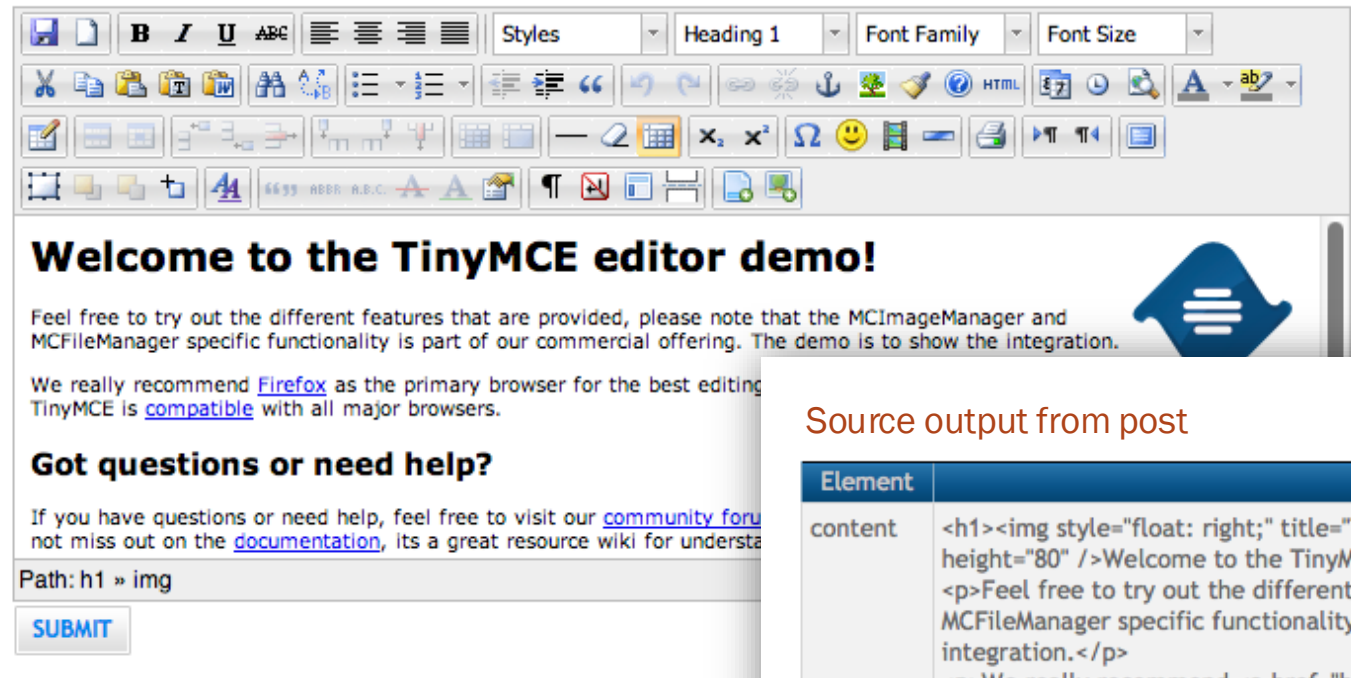 B I U ABC Styles Heading 1 Font Family Font Size
HTML
ABBR A.B.C.
Welcome to the TinyMCE editor demo!
Feel free to try out the different features that are provided, please note that the MCImageManager and
MCFileManager specific functionality is part of our commercial offering. The demo is to show the integration.
We really recommend Firefox as the primary browser for the best editing
TinyMCE is compatible with all major browsers.
Got questions or need help?
If you have questions or need help, feel free to visit our community foru
not miss out on the documentation, its a great resource wiki for understa
Path: h1 » img
SUBMIT
Source output from post
Element
content
<h1><img style="float: right;" title="
height="80" />Welcome to the TinyM
<p>Feel free to try out the different
MCFileManager specific functionality
integration.</p>